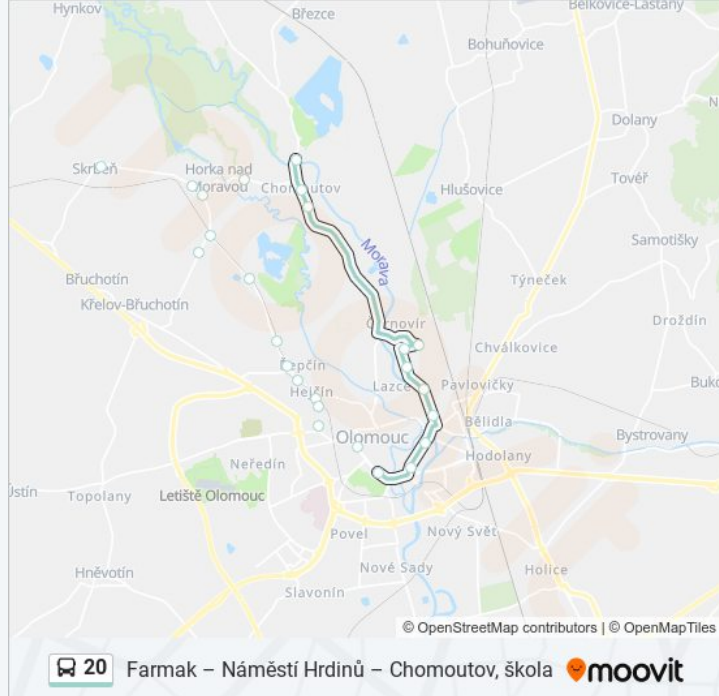 Hynkov
Březce
Bělkovice-Lašťany
Bohuňovice
Dolany
Skrbeň
Horka nad
Moravou
Chomoutov
Hlušovice
Tovéř
Morava
Samotišky
Břuchotín
Týneček
Křelov-Břuchotín
Černovír
Droždín
Chválkovice
Řepčín
Hejčín
Lazce
Pavlovičky
Buko
Bělidla
Olomouc
Bystrovany
Neředín
Hodolany
Ústín
Topolany
Letiště Olomouc
Povel
Nový Svět
Hněvotín
Nové Sady
Holice
Slavonín
© OpenStreetMap contributors | © OpenMapTiles
20 Farmak – Náměstí Hrdinů – Chomoutov, škola moovit